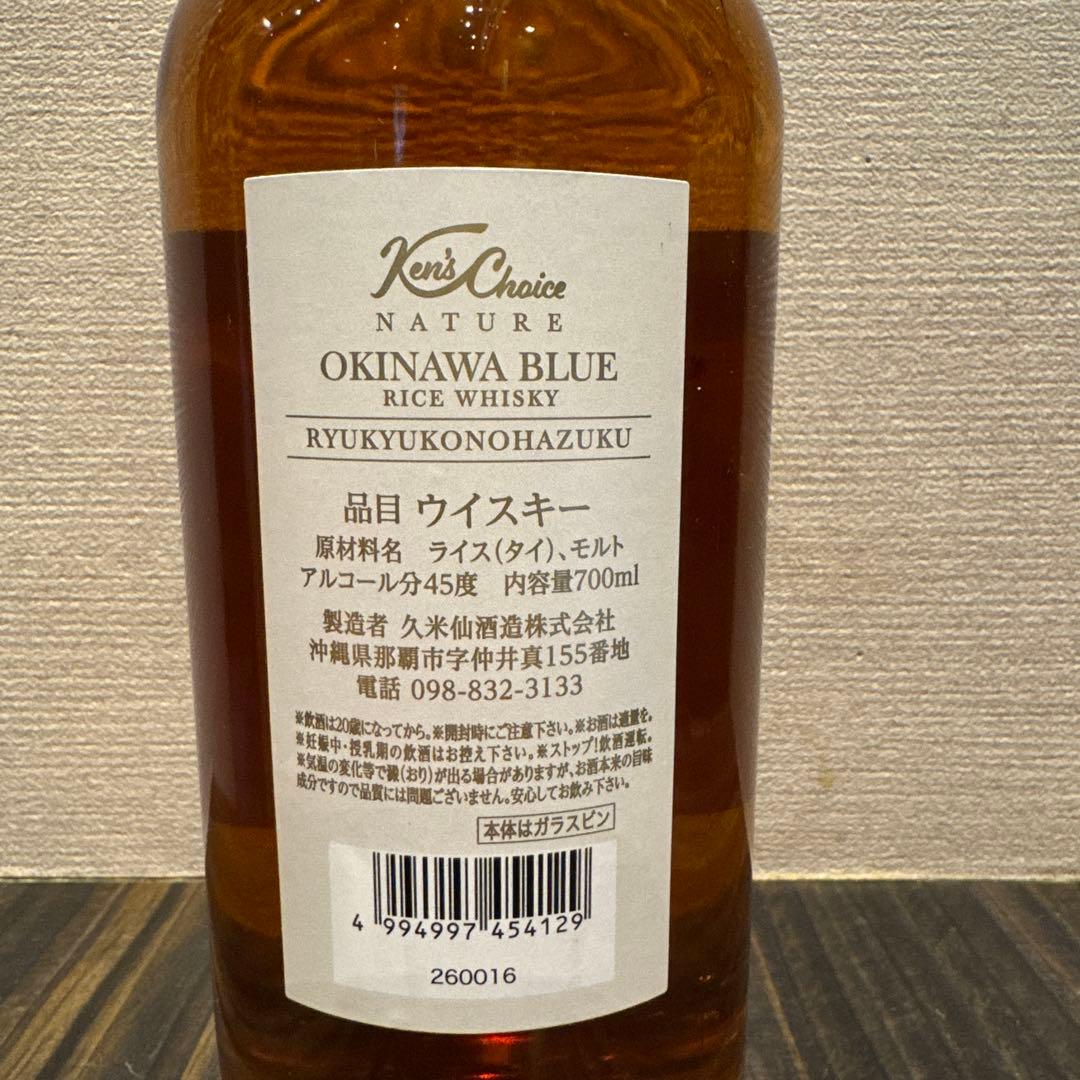 Ken's Choice
NATURE
OKINAWA BLUE
RICE WHISKY
RYUKYUKONOHAZUKU
品目 ウイスキー
原材料名 ライス(タイ)、モルト
アルコール分45度 内容量700ml
製造者 久米仙酒造株式会社
沖縄県那覇市字仲井真155番地
電話 098-832-3133
※飲酒は20歳になってから。※開封時にご注意下さい。※お酒は適量を。
※妊娠中・授乳期の飲酒はお控え下さい。※ストップ!飲酒運転。
※気温の変化等で澱(おり)が出る場合がありますが、お酒本来の旨味
成分ですので品質には問題ございません。安心してお飲み下さい。
本体はガラスビン
4 994997 454129
260016